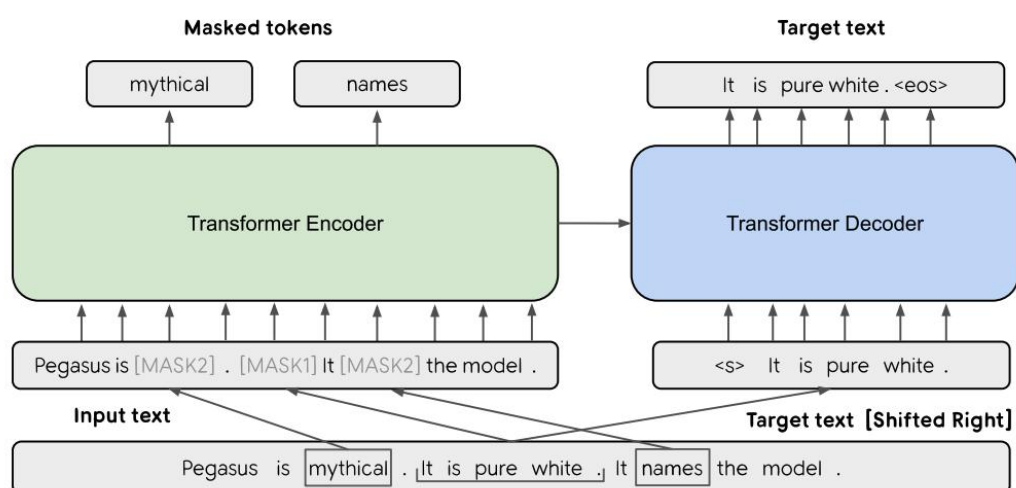 Masked tokens Target text
mythical names It is pure white . <eos>
Transformer Encoder Transformer Decoder
Pegasus is [MASK2] . [MASK1] It [MASK2] the model . <s> It is pure white .
Input text Target text [Shifted Right]
Pegasus is mythical . It is pure white . It names the model .